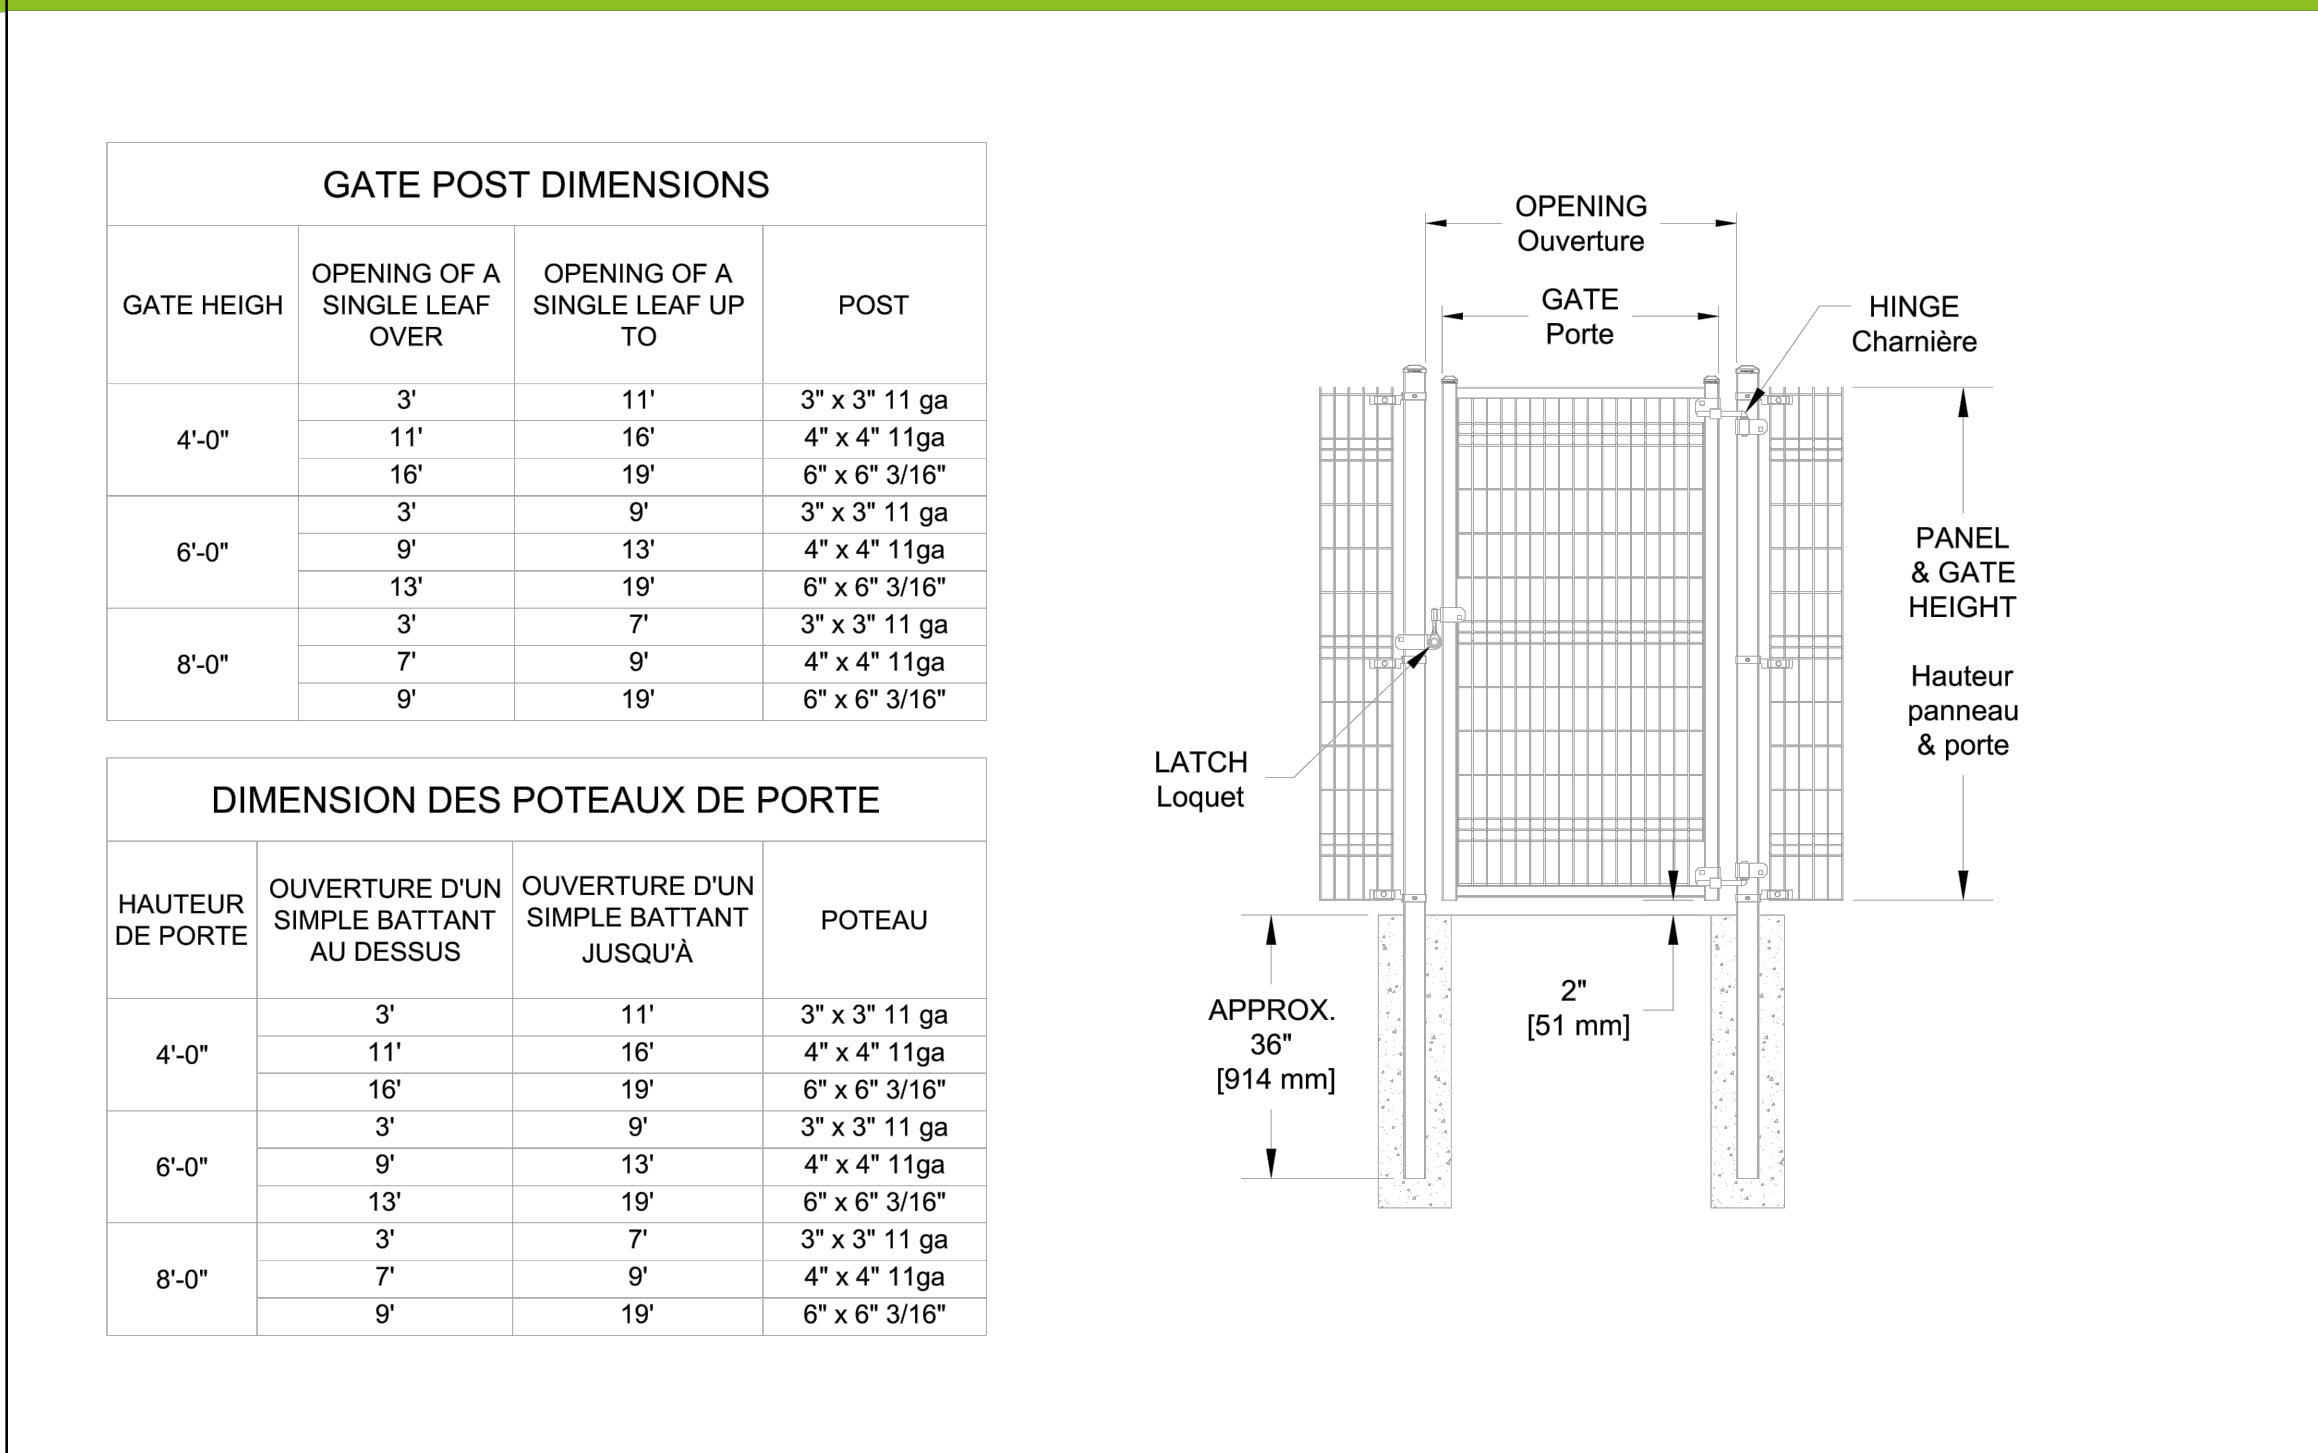 GATE POST DIMENSIONS
GATE HEIGH
OPENING OF A
SINGLE LEAF
OVER
OPENING OF A
SINGLE LEAF UP
TO
POST
4'-0"
3' 11' 3" x 3" 11 ga
11' 16' 4" x 4" 11ga
16' 19' 6" x 6" 3/16"
6'-0"
3' 9' 3" x 3" 11 ga
9' 13' 4" x 4" 11ga
13' 19' 6" x 6" 3/16"
8'-0"
3' 7' 3" x 3" 11 ga
7' 9' 4" x 4" 11ga
9' 19' 6" x 6" 3/16"
DIMENSION DES POTEAUX DE PORTE
HAUTEUR
DE PORTE
OUVERTURE D'UN
SIMPLE BATTANT
AU DESSUS
OUVERTURE D'UN
SIMPLE BATTANT
JUSQU'À
POTEAU
4'-0"
3' 11' 3" x 3" 11 ga
11' 16' 4" x 4" 11ga
16' 19' 6" x 6" 3/16"
6'-0"
3' 9' 3" x 3" 11 ga
9' 13' 4" x 4" 11ga
13' 19' 6" x 6" 3/16"
8'-0"
3' 7' 3" x 3" 11 ga
7' 9' 4" x 4" 11ga
9' 19' 6" x 6" 3/16"
OPENING
Ouverture
GATE
Porte
HINGE
Charnière
PANEL
& GATE
HEIGHT
Hauteur
panneau
& porte
LATCH
Loquet
APPROX.
36"
[914 mm]
2"
[51 mm]